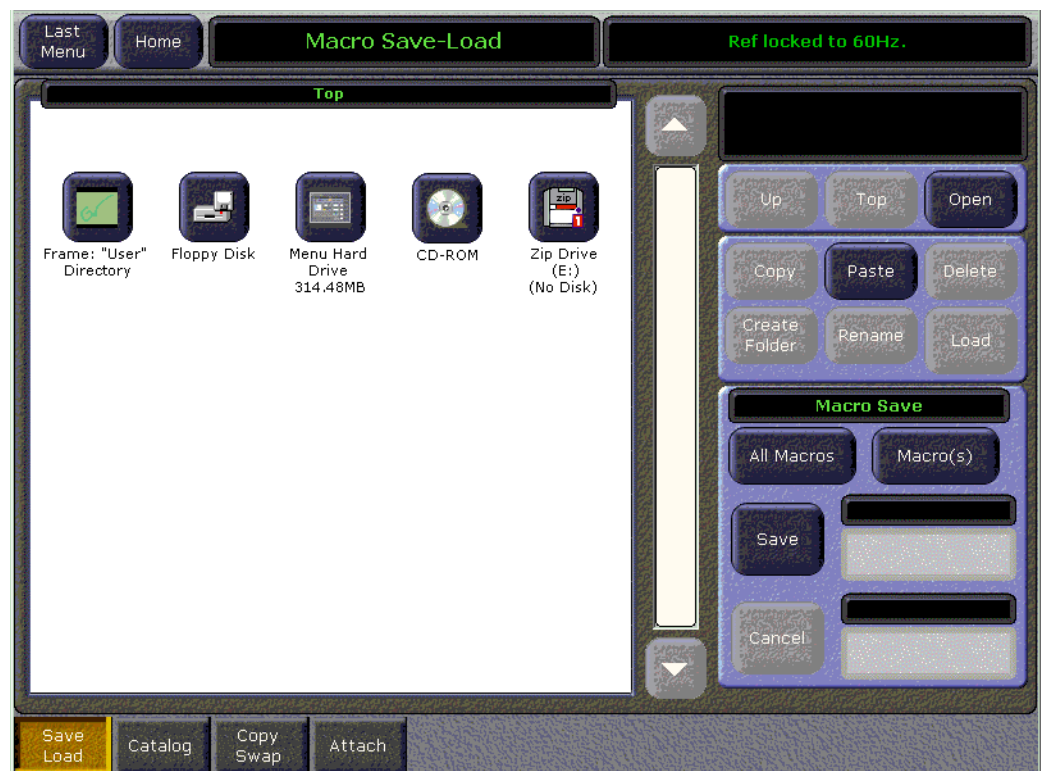 Last
Menu
Home
Macro Save-Load
Ref locked to 60Hz.
Top
Frame: "User"
Directory
Floppy Disk
Menu Hard
Drive
314.48MB
CD-ROM
zip
1
Zip Drive
(E:)
(No Disk)
Up
Top
Open
Copy
Paste
Delete
Create
Folder
Rename
Load
Macro Save
All Macros
Macro(s)
Save
Cancel
Save
Load
Catalog
Copy
Swap
Attach